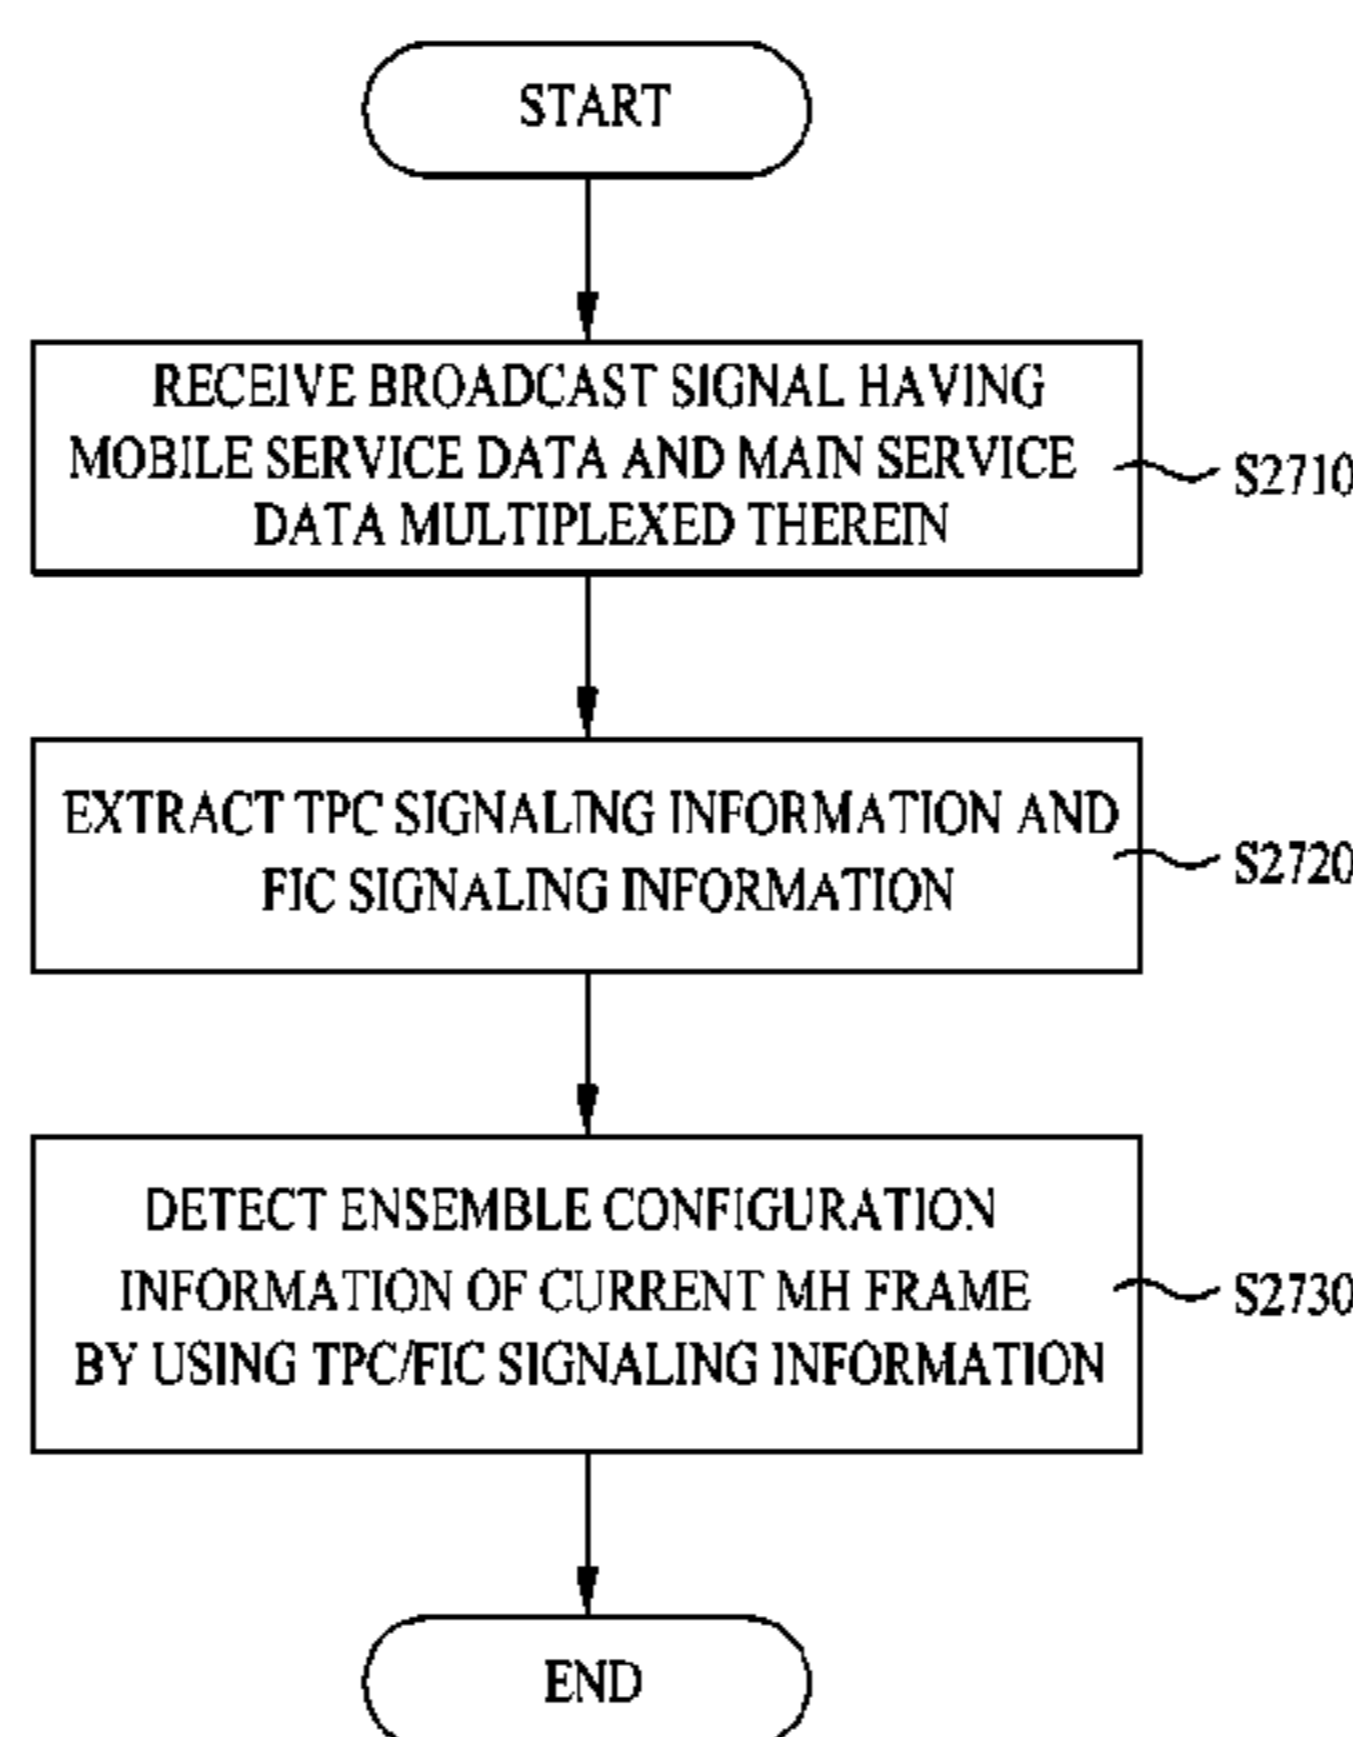 START
RECEIVE BROADCAST SIGNAL HAVING
MOBILE SERVICE DATA AND MAIN SERVICE
DATA MULTIPLEXED THEREIN
S2710
EXTRACT TPC SIGNALING INFORMATION AND
FIC SIGNALING INFORMATION
S2720
DETECT ENSEMBLE CONFIGURATION
INFORMATION OF CURRENT MH FRAME
BY USING TPC/FIC SIGNALING INFORMATION
S2730
END